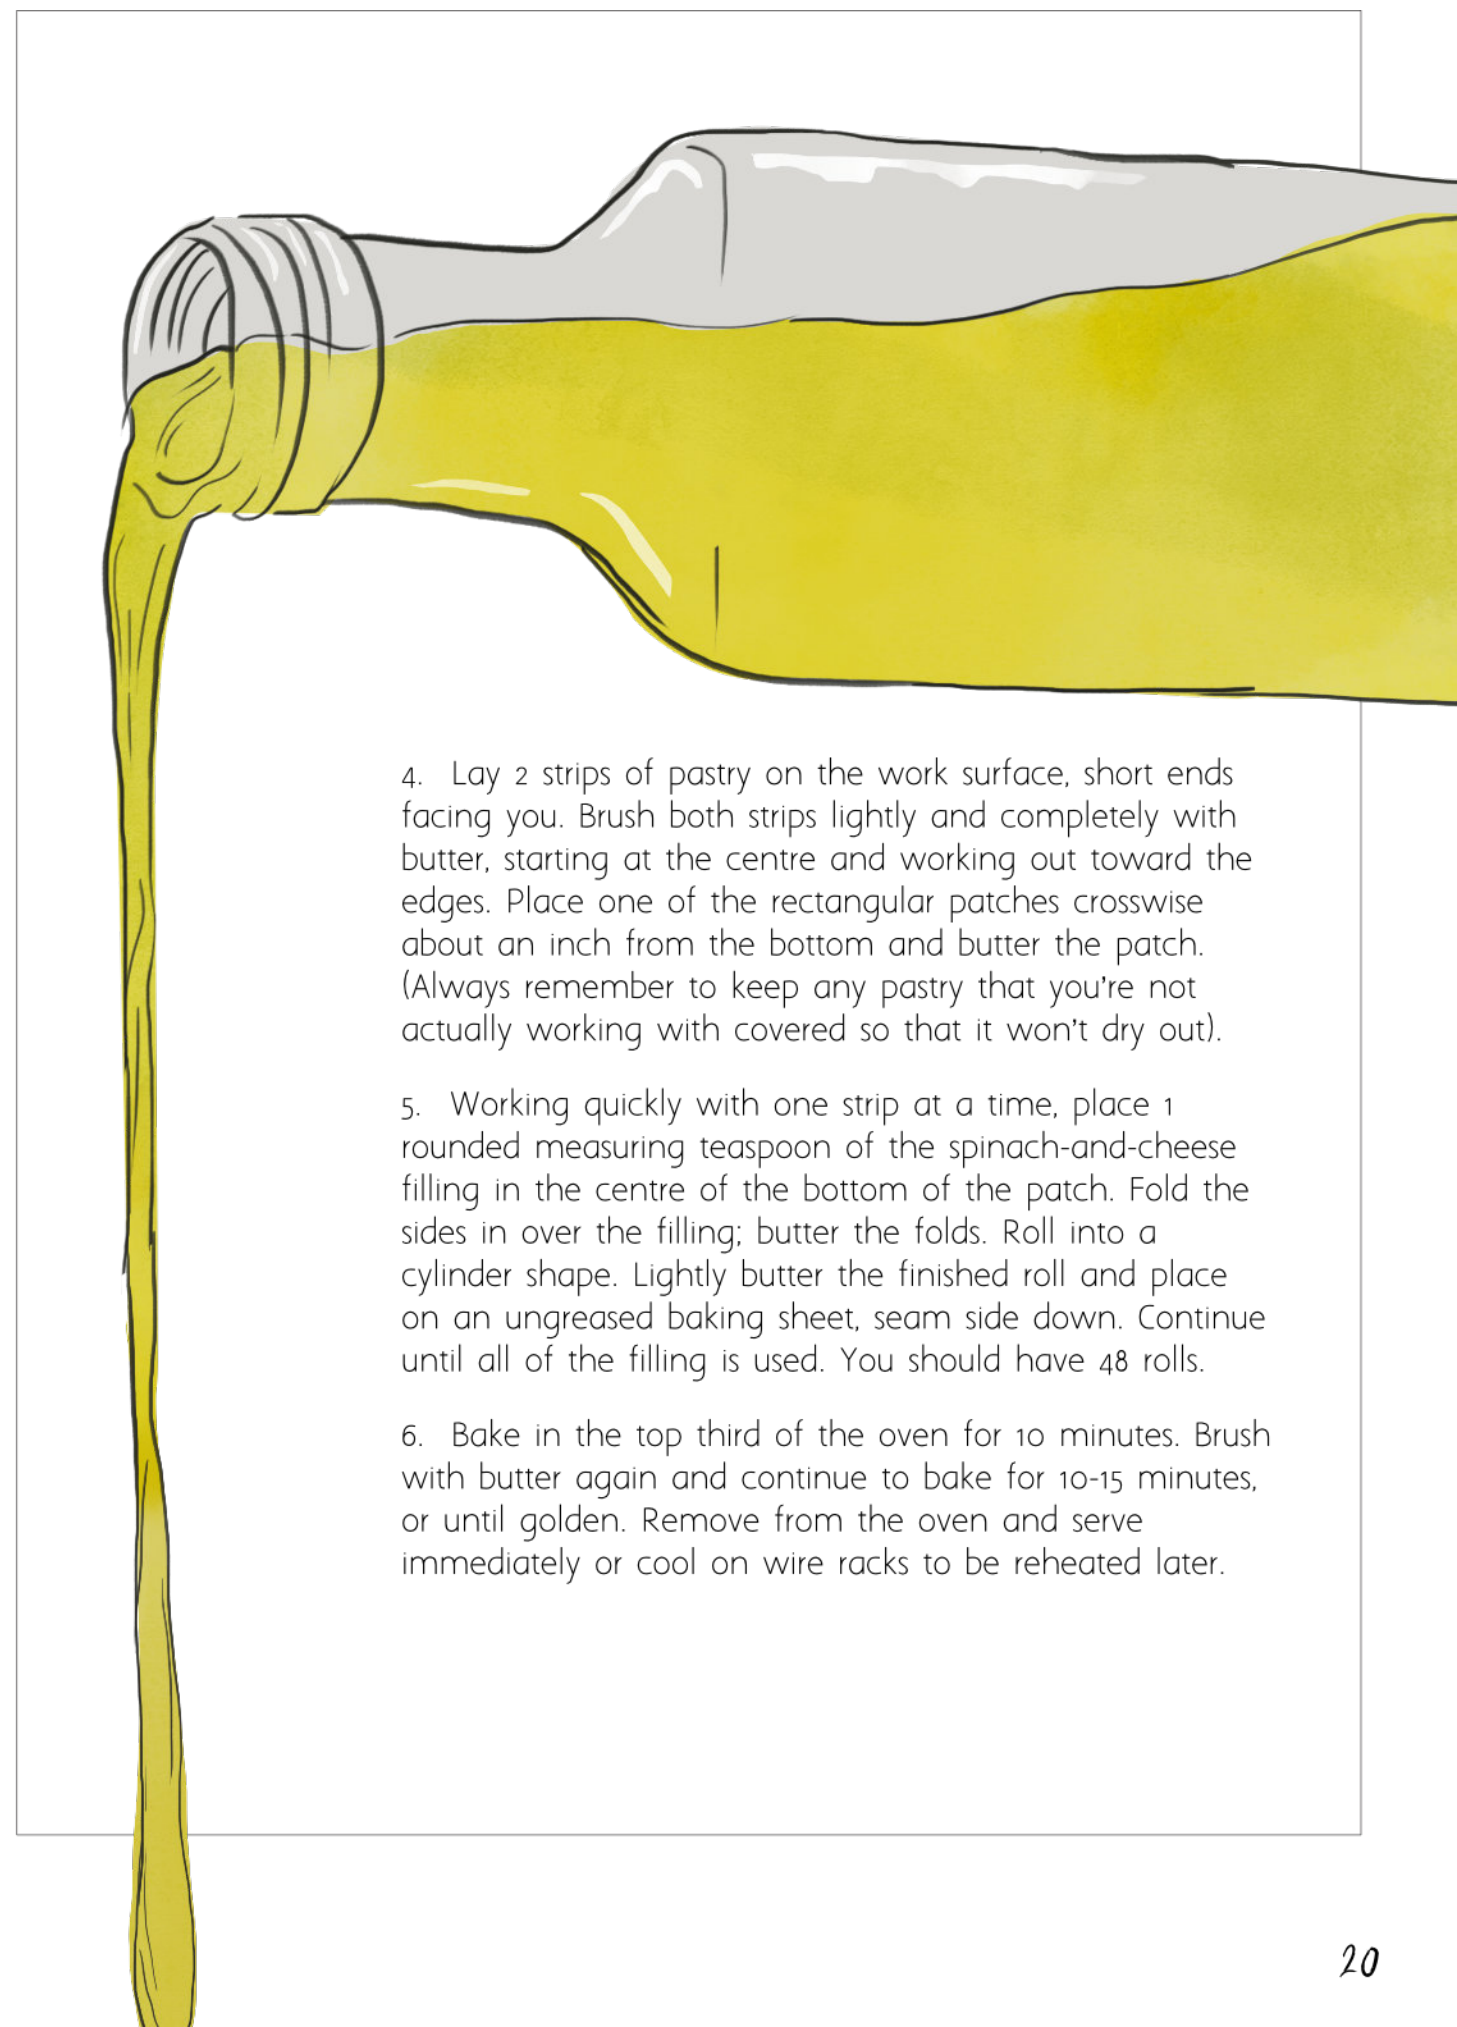 4. Lay 2 strips of pastry on the work surface, short ends
facing you. Brush both strips lightly and completely with
butter, starting at the centre and working out toward the
edges. Place one of the rectangular patches crosswise
about an inch from the bottom and butter the patch.
(Always remember to keep any pastry that you're not
actually working with covered so that it won't dry out).
5. Working quickly with one strip at a time, place 1
rounded measuring teaspoon of the spinach-and-cheese
filling in the centre of the bottom of the patch. Fold the
sides in over the filling; butter the folds. Roll into a
cylinder shape. Lightly butter the finished roll and place
on an ungreased baking sheet, seam side down. Continue
until all of the filling is used. You should have 48 rolls.
6. Bake in the top third of the oven for 10 minutes. Brush
with butter again and continue to bake for 10-15 minutes,
or until golden. Remove from the oven and serve
immediately or cool on wire racks to be reheated later.
20